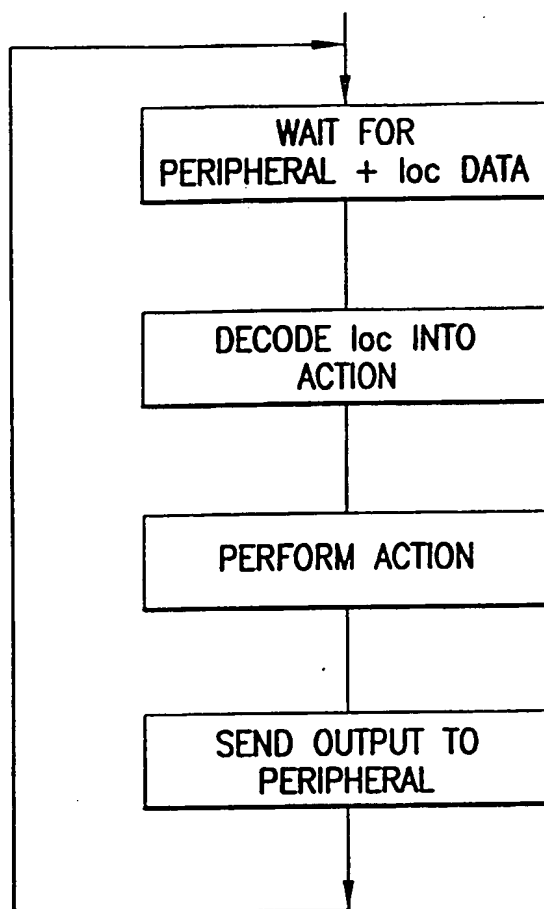 WAIT FOR
PERIPHERAL + loc DATA
DECODE loc INTO
ACTION
PERFORM ACTION
SEND OUTPUT TO
PERIPHERAL